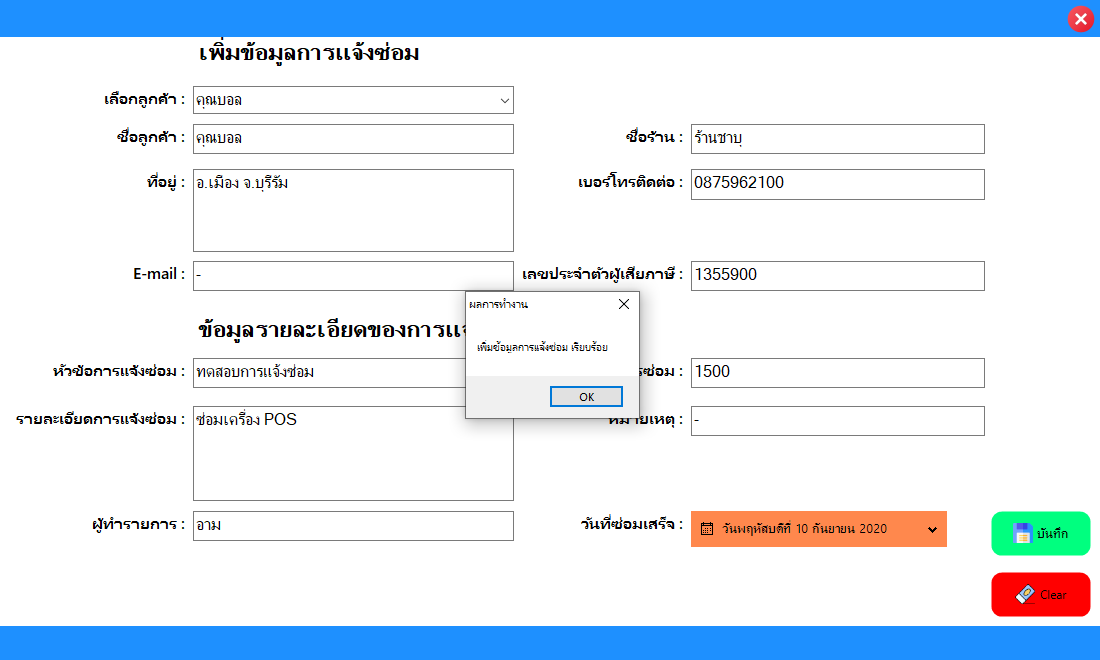 เพิ่มข้อมูลการแจ้งซ่อม
เลือกลูกค้า : คุณบอล
ชื่อลูกค้า : คุณบอล ชื่อร้าน : ร้านชาบุ
ที่อยู่ : อ.เมือง จ.บุรีรัม เบอร์โทรติดต่อ : 0875962100
E-mail : - เลขประจำตัวผู้เสียภาษี : 1355900
ผลการทำงาน
ข้อมูลรายละเอียดของการแจ
เพิ่มข้อมูลการแจ้งซ่อม เรียบร้อย
หัวข้อการแจ้งซ่อม : ทดสอบการแจ้งซ่อม รซ่อม : 1500
OK
รายละเอียดการแจ้งซ่อม : ซ่อมเครื่อง POS หมายเหตุ : -
ผู้ทำรายการ : อาม วันที่ซ่อมเสร็จ : วันพฤหัสบดีที่ 10 กันยายน 2020 บันทึก
Clear